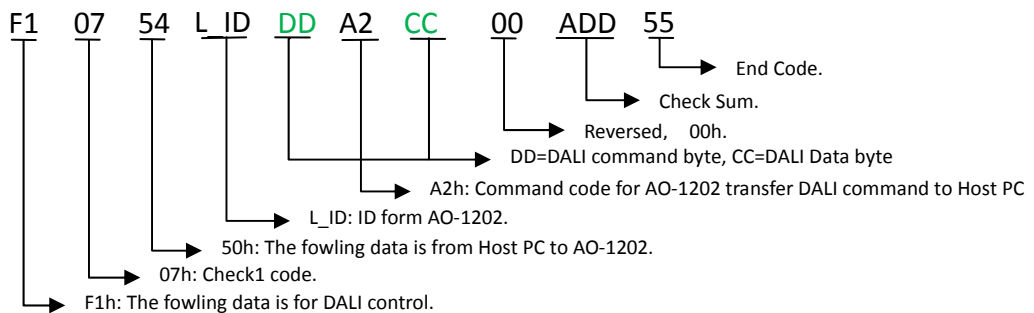 F1 07 54 L_ID DD A2 CC 00 ADD 55
End Code.
Check Sum.
Reversed, 00h.
DD=DALI command byte, CC=DALI Data byte
A2h: Command code for AO-1202 transfer DALI command to Host PC
L_ID: ID form AO-1202.
50h: The fowling data is from Host PC to AO-1202.
07h: Check1 code.
F1h: The fowling data is for DALI control.